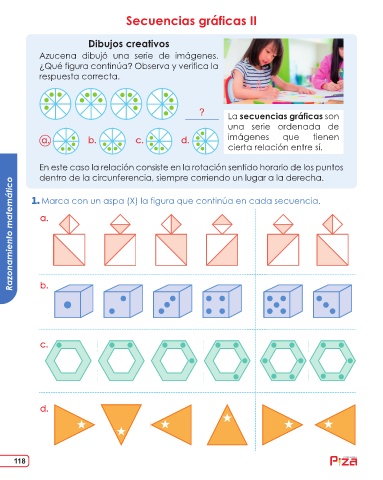 Secuencias gráficas II
Dibujos creativos
Azucena dibujó una serie de imágenes.
¿Qué figura continúa? Observa y verifica la
respuesta correcta.
?
a. b. c. d.
La secuencias gráficas son
una serie ordenada de
imágenes que tienen
cierta relación entre sí.
En este caso la relación consiste en la rotación sentido horario de los puntos
dentro de la circunferencia, siempre corriendo un lugar a la derecha.
Razonamiento matemático
1. Marca con un aspa (X) la figura que continúa en cada secuencia.
a.
b.
c.
d.
118